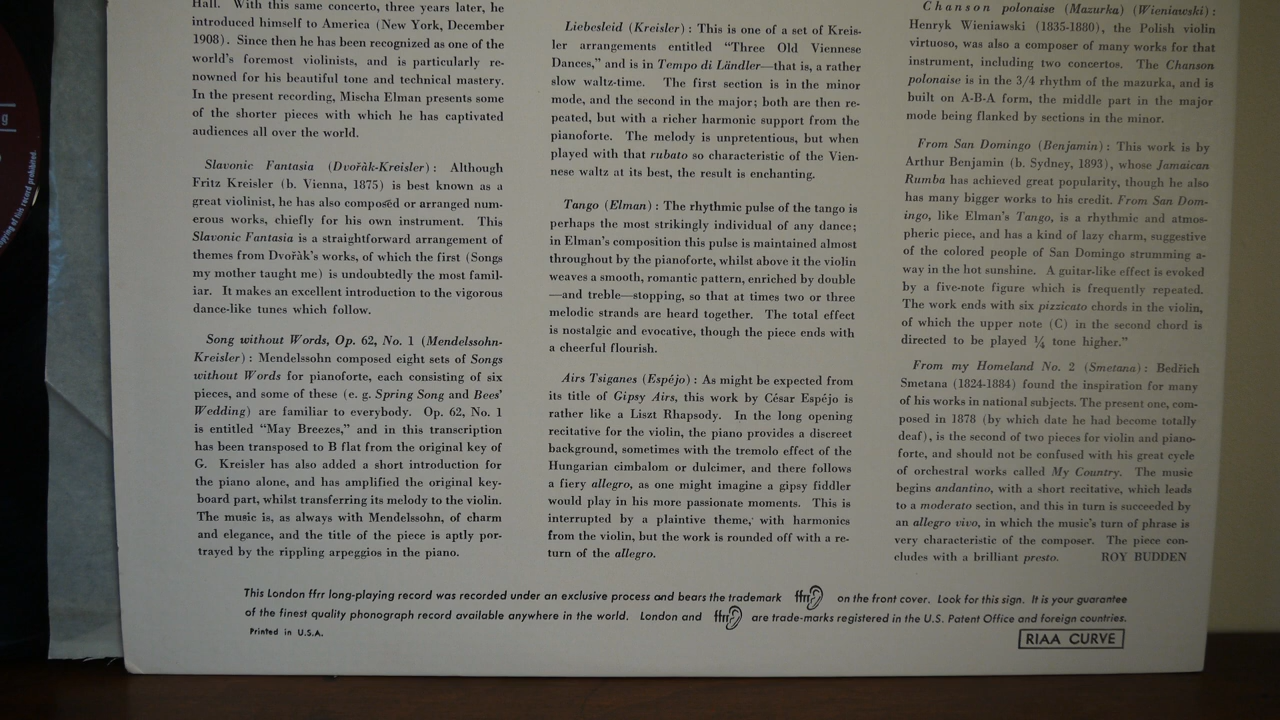 Hall. With this same concerto, three years later, he
introduced himself to America (New York, December
1908). Since then he has been recognized as one of the
world's foremost violinists, and is particularly re-
nowned for his beautiful tone and technical mastery.
In the present recording, Mischa Elman presents some
of the shorter pieces with which he has captivated
audiences all over the world.
Slavonic Fantasia (Dvořàk-Kreisler): Although
Fritz Kreisler (b. Vienna, 1875) is best known as a
great violinist, he has also composed or arranged num-
erous works, chiefly for his own instrument. This
Slavonic Fantasia is a straightforward arrangement of
themes from Dvořàk's works, of which the first (Songs
my mother taught me) is undoubtedly the most famil-
iar. It makes an excellent introduction to the vigorous
dance-like tunes which follow.
Song without Words, Op. 62, No. 1 (Mendelssohn-
Kreisler): Mendelssohn composed eight sets of Songs
without Words for pianoforte, each consisting of six
pieces, and some of these (e. g. Spring Song and Bees'
Wedding) are familiar to everybody. Op. 62, No. 1
is entitled "May Breezes," and in this transcription
has been transposed to B flat from the original key of
G. Kreisler has also added a short introduction for
the piano alone, and has amplified the original key-
board part, whilst transferring its melody to the violin.
The music is, as always with Mendelssohn, of charm
and elegance, and the title of the piece is aptly por-
trayed by the rippling arpeggios in the piano.
Liebesleid (Kreisler): This is one of a set of Kreis-
ler arrangements entitled "Three Old Viennese
Dances," and is in Tempo di Ländler—that is, a rather
slow waltz-time. The first section is in the minor
mode, and the second in the major; both are then re-
peated, but with a richer harmonic support from the
pianoforte. The melody is unpretentious, but when
played with that rubato so characteristic of the Vien-
nese waltz at its best, the result is enchanting.
Tango (Elman): The rhythmic pulse of the tango is
perhaps the most strikingly individual of any dance;
in Elman's composition this pulse is maintained almost
throughout by the pianoforte, whilst above it the violin
weaves a smooth, romantic pattern, enriched by double
—and treble—stopping, so that at times two or three
melodic strands are heard together. The total effect
is nostalgic and evocative, though the piece ends with
a cheerful flourish.
Airs Tsiganes (Espéjo): As might be expected from
its title of Gipsy Airs, this work by César Espéjo is
rather like a Liszt Rhapsody. In the long opening
recitative for the violin, the piano provides a discreet
background, sometimes with the tremolo effect of the
Hungarian cimbalom or dulcimer, and there follows
a fiery allegro, as one might imagine a gipsy fiddler
would play in his more passionate moments. This is
interrupted by a plaintive theme, with harmonics
from the violin, but the work is rounded off with a re-
turn of the allegro.
Chanson polonaise (Mazurka) (Wieniawski):
Henryk Wieniawski (1835-1880), the Polish violin
virtuoso, was also a composer of many works for that
instrument, including two concertos. The Chanson
polonaise is in the 3/4 rhythm of the mazurka, and is
built on A-B-A form, the middle part in the major
mode being flanked by sections in the minor.
From San Domingo (Benjamin): This work is by
Arthur Benjamin (b. Sydney, 1893), whose Jamaican
Rumba has achieved great popularity, though he also
has many bigger works to his credit. From San Dom-
ingo, like Elman's Tango, is a rhythmic and atmos-
pheric piece, and has a kind of lazy charm, suggestive
of the colored people of San Domingo strumming a-
way in the hot sunshine. A guitar-like effect is evoked
by a five-note figure which is frequently repeated.
The work ends with six pizzicato chords in the violin,
of which the upper note (C) in the second chord is
directed to be played ¼ tone higher."
From my Homeland No. 2 (Smetana): Bedřich
Smetana (1824-1884) found the inspiration for many
of his works in national subjects. The present one, com-
posed in 1878 (by which date he had become totally
deaf), is the second of two pieces for violin and piano-
forte, and should not be confused with his great cycle
of orchestral works called My Country. The music
begins andantino, with a short recitative, which leads
to a moderato section, and this in turn is succeeded by
an allegro vivo, in which the music's turn of phrase is
very characteristic of the composer. The piece con-
cludes with a brilliant presto. ROY BUDDEN
This London ffrr long-playing record was recorded under an exclusive process and bears the trademark ffrr on the front cover. Look for this sign. It is your guarantee
of the finest quality phonograph record available anywhere in the world. London and ffrr are trade-marks registered in the U.S. Patent Office and foreign countries.
Printed in U.S.A.
RIAA CURVE
of this record prohibited.